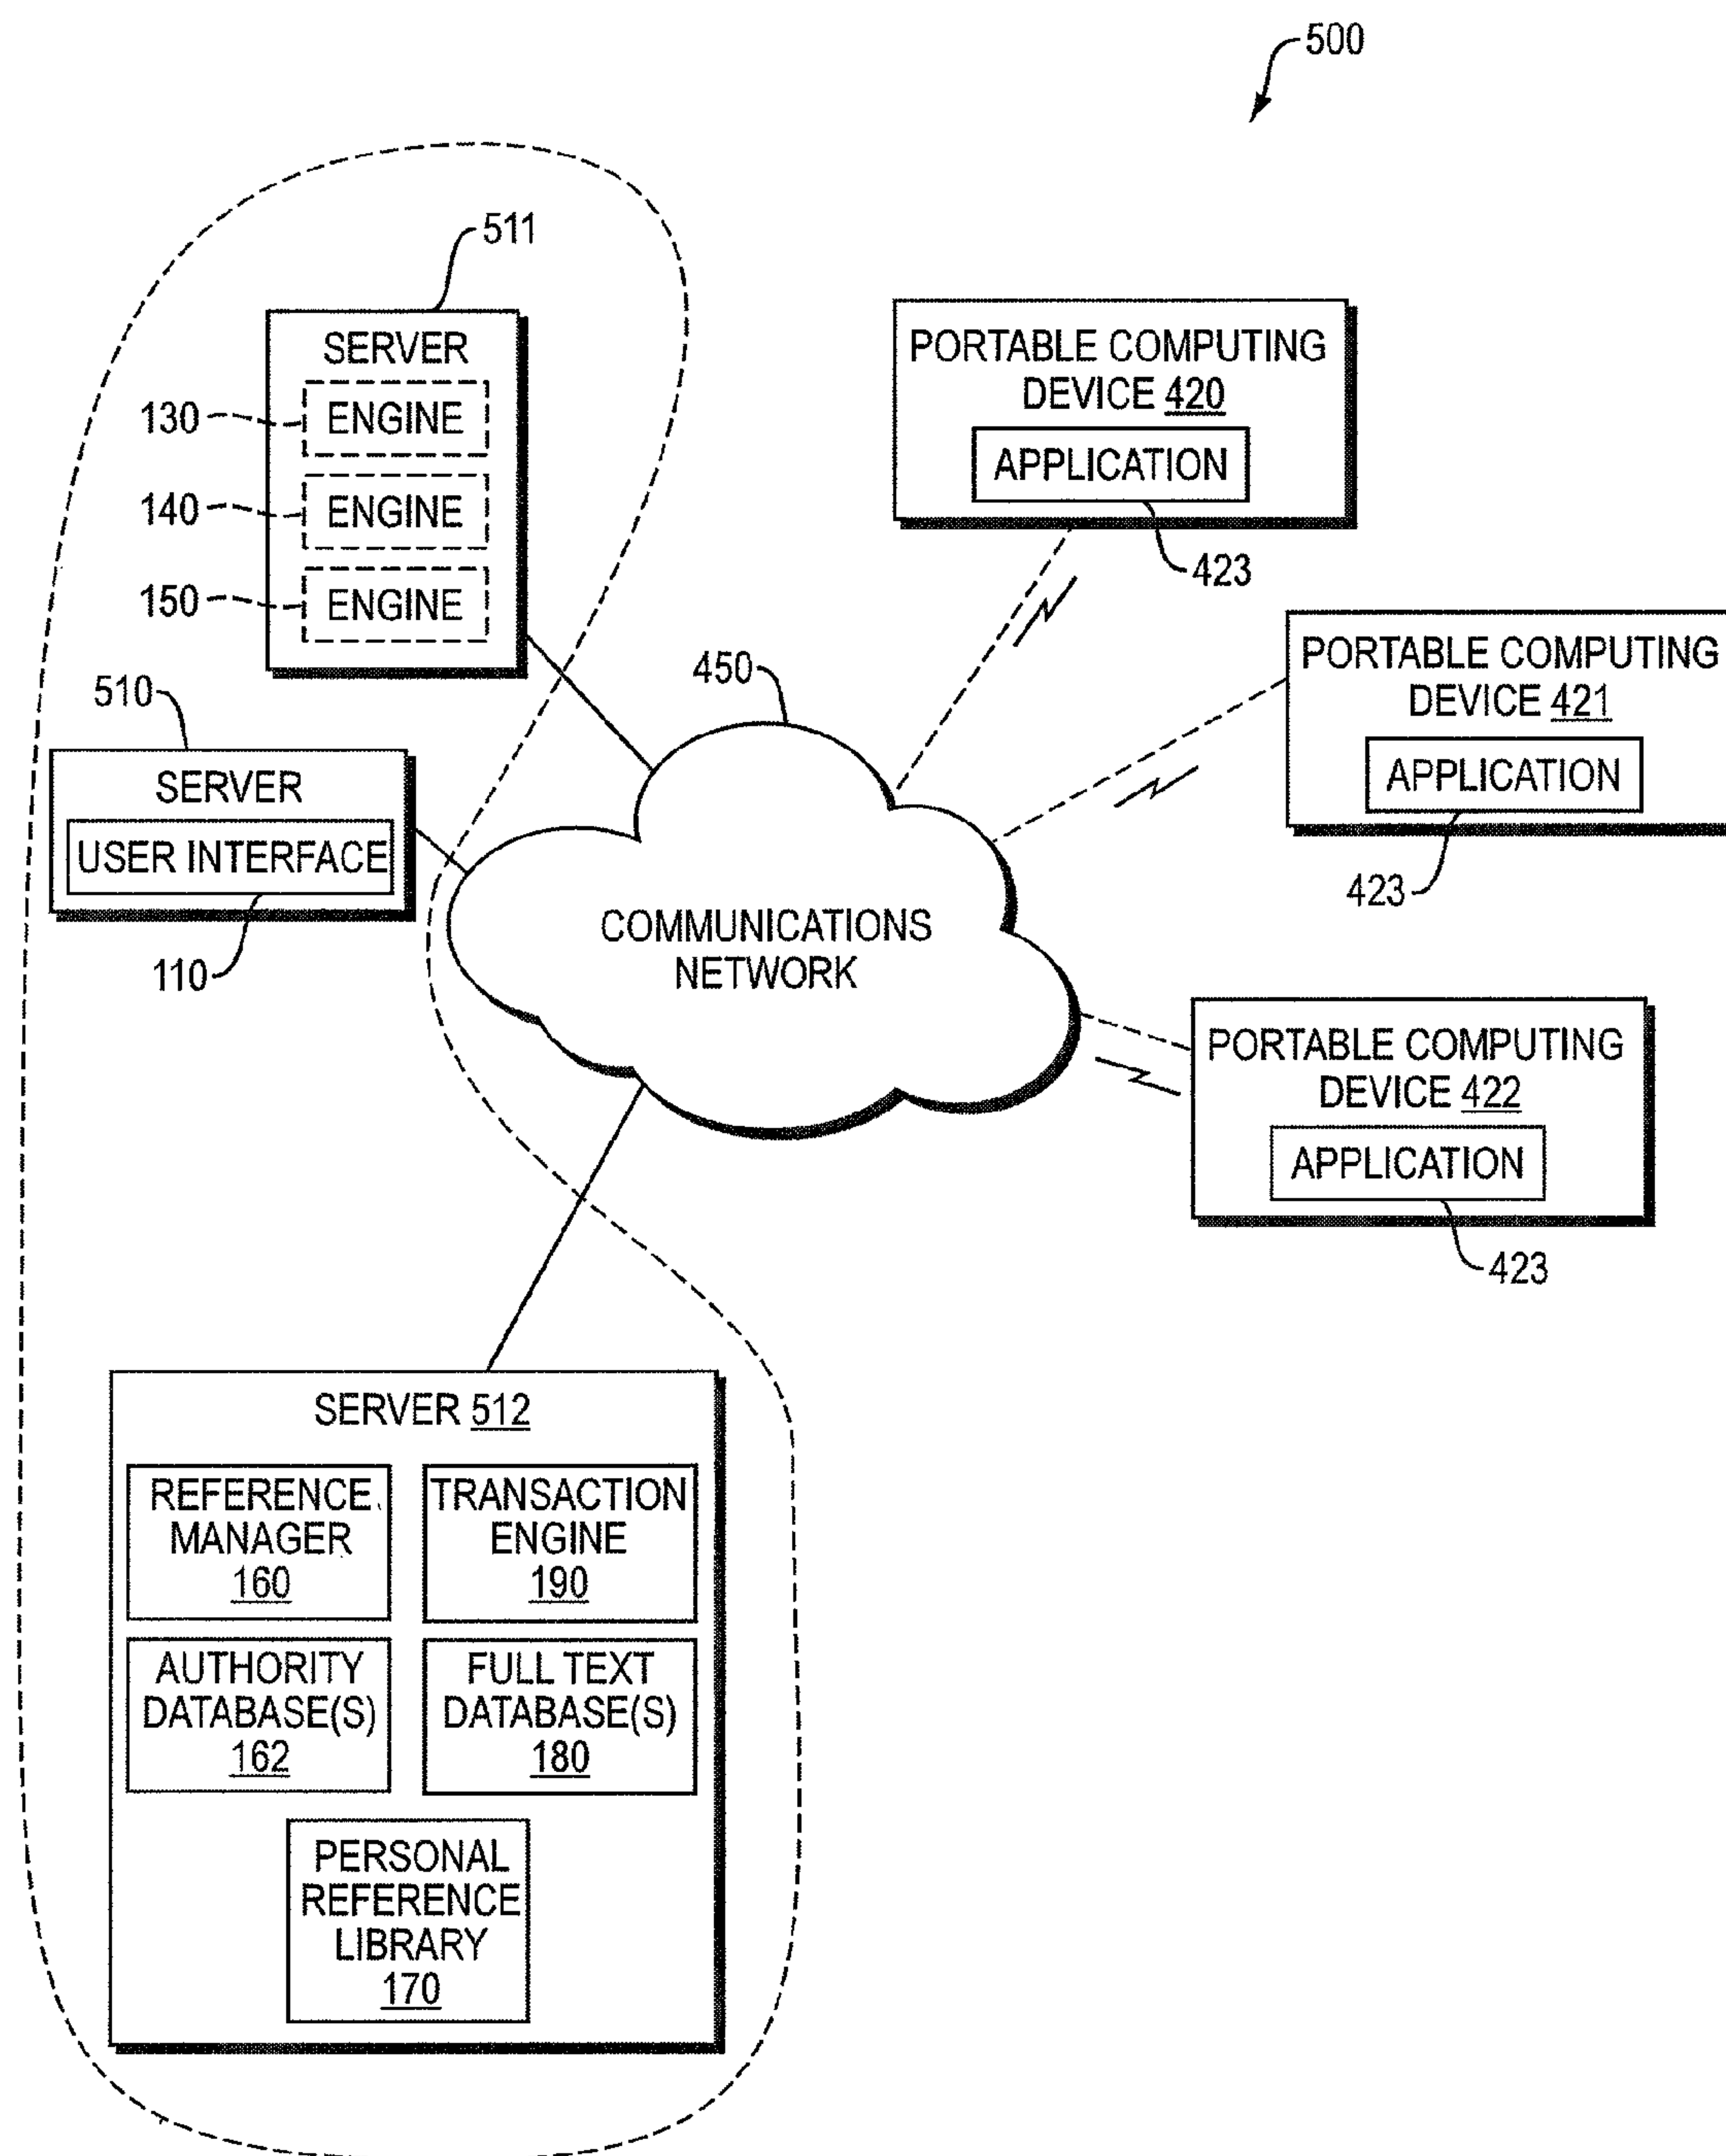 500
511
SERVER
130
ENGINE
140
ENGINE
150
ENGINE
510
SERVER
USER INTERFACE
110
450
COMMUNICATIONS
NETWORK
PORTABLE COMPUTING
DEVICE 420
APPLICATION
423
PORTABLE COMPUTING
DEVICE 421
APPLICATION
423
PORTABLE COMPUTING
DEVICE 422
APPLICATION
423
SERVER 512
REFERENCE
MANAGER
160
TRANSACTION
ENGINE
190
AUTHORITY
DATABASE(S)
162
FULL TEXT
DATABASE(S)
180
PERSONAL
REFERENCE
LIBRARY
170